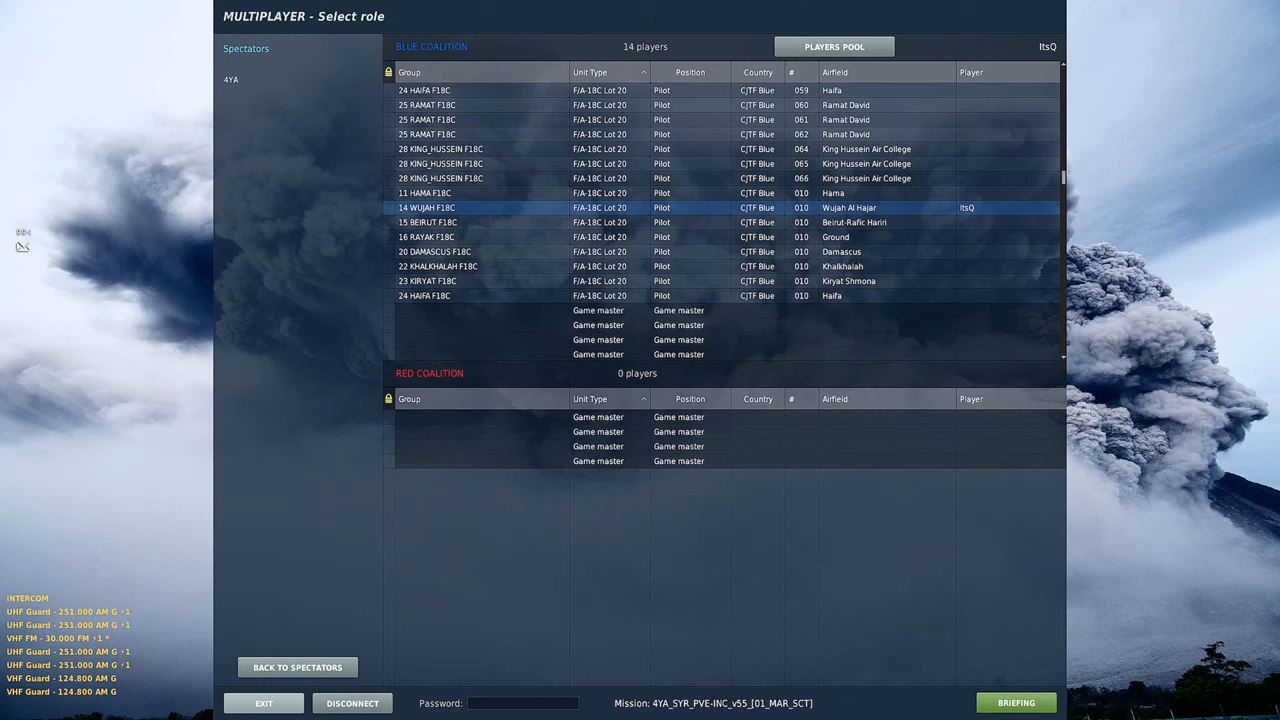 MULTIPLAYER - Select role
Spectators
4YA
BLUE COALITION 14 players PLAYERS POOL ItsQ
Group Unit Type Position Country # Airfield Player
24 HAIFA F18C F/A-18C Lot 20 Pilot CJTF Blue 059 Haifa
25 RAMAT F18C F/A-18C Lot 20 Pilot CJTF Blue 060 Ramat David
25 RAMAT F18C F/A-18C Lot 20 Pilot CJTF Blue 061 Ramat David
25 RAMAT F18C F/A-18C Lot 20 Pilot CJTF Blue 062 Ramat David
28 KING_HUSSEIN F18C F/A-18C Lot 20 Pilot CJTF Blue 064 King Hussein Air College
28 KING_HUSSEIN F18C F/A-18C Lot 20 Pilot CJTF Blue 065 King Hussein Air College
28 KING_HUSSEIN F18C F/A-18C Lot 20 Pilot CJTF Blue 066 King Hussein Air College
11 HAMA F18C F/A-18C Lot 20 Pilot CJTF Blue 010 Hama
14 WUJAH F18C F/A-18C Lot 20 Pilot CJTF Blue 010 Wujah Al Hajar ItsQ
15 BEIRUT F18C F/A-18C Lot 20 Pilot CJTF Blue 010 Beirut-Rafic Hariri
16 RAYAK F18C F/A-18C Lot 20 Pilot CJTF Blue 010 Ground
20 DAMASCUS F18C F/A-18C Lot 20 Pilot CJTF Blue 010 Damascus
22 KHALKHALAH F18C F/A-18C Lot 20 Pilot CJTF Blue 010 Khalkhalah
23 KIRYAT F18C F/A-18C Lot 20 Pilot CJTF Blue 010 Kiryat Shmona
24 HAIFA F18C F/A-18C Lot 20 Pilot CJTF Blue 010 Haifa
Game master Game master
Game master Game master
Game master Game master
Game master Game master
RED COALITION 0 players
Group Unit Type Position Country # Airfield Player
Game master Game master
Game master Game master
Game master Game master
Game master Game master
INTERCOM
UHF Guard - 251.000 AM G ⚡1
UHF Guard - 251.000 AM G ⚡1
VHF FM - 30.000 FM ⚡1 *
UHF Guard - 251.000 AM G ⚡1
UHF Guard - 251.000 AM G ⚡1
VHF Guard - 124.800 AM G
VHF Guard - 124.800 AM G
BACK TO SPECTATORS
EXIT DISCONNECT Password: Mission: 4YA_SYR_PVE-INC_v55_[01_MAR_SCT] BRIEFING